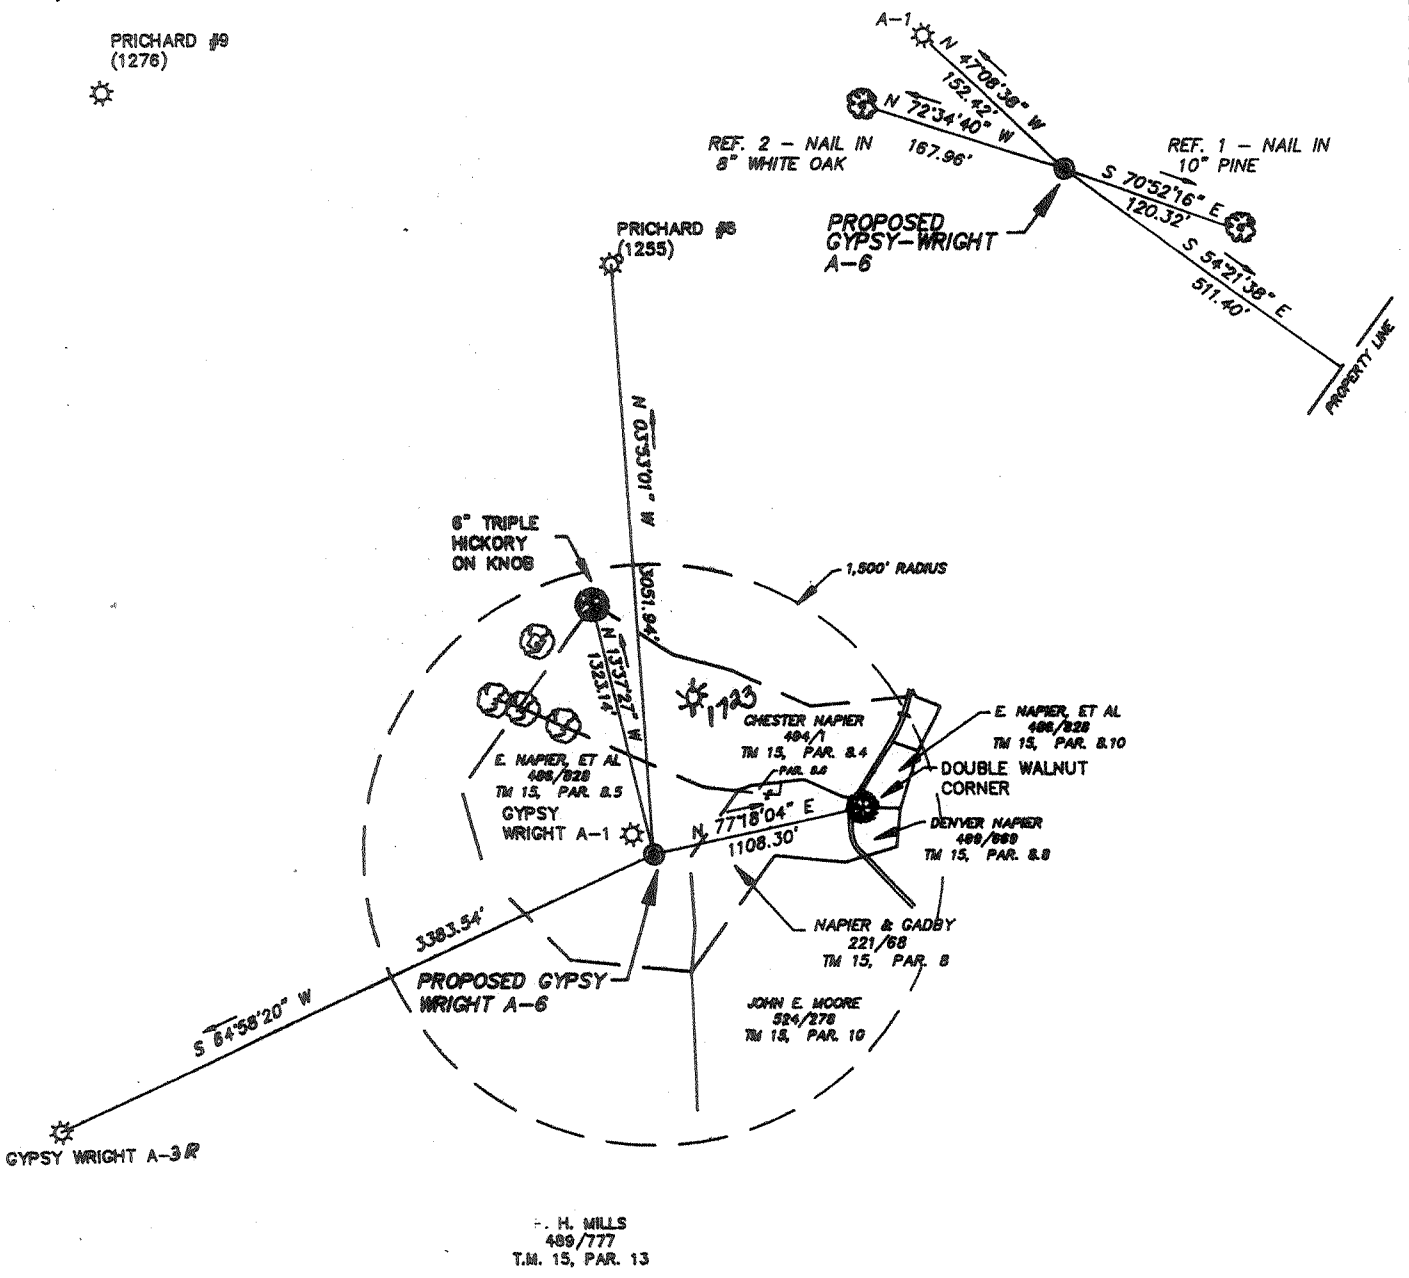 PRICHARD #9
(1276)
A-1
N 47°08'38" W
152.42'
N 72°34'40" W
167.96'
REF. 2 - NAIL IN
8" WHITE OAK
REF. 1 - NAIL IN
10" PINE
S 70°52'16" E
120.32'
PROPOSED
GYPSY-WRIGHT
A-6
S 54°21'38" E
511.40'
PROPERTY LINE
PRICHARD #8
(1255)
N 03°53'01" W
3051.94'
6" TRIPLE
HICKORY
ON KNOB
1,500' RADIUS
N 13°37'27" W
1323.14'
1723
CHESTER NAPIER
494/1
TM 15, PAR. 8.4
E. NAPIER, ET AL
486/828
TM 15, PAR. 8.10
E. NAPIER, ET AL
486/828
TM 15, PAR. 8.5
DOUBLE WALNUT
CORNER
GYPSY
WRIGHT A-1
N 77°18'04" E
1108.30'
DENVER NAPIER
489/669
TM 15, PAR. 8.8
3383.54'
S 64°58'20" W
NAPIER & GADBY
221/68
TM 15, PAR. 8
PROPOSED GYPSY
WRIGHT A-6
JOHN E. MOORE
524/278
TM 15, PAR. 10
GYPSY WRIGHT A-3R
H. MILLS
489/777
T.M. 15, PAR. 13